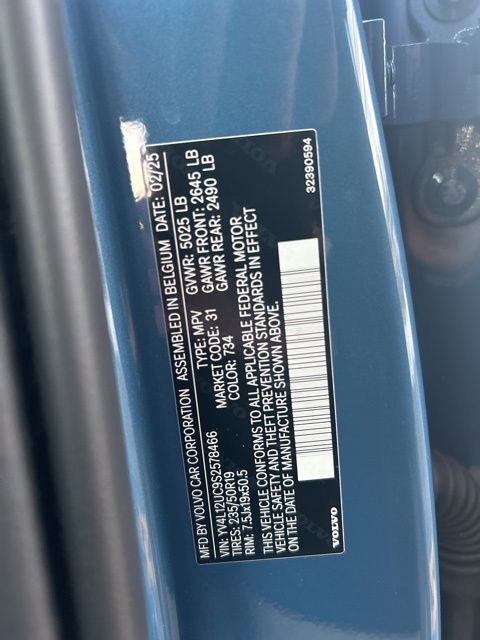 MFD BY VOLVO CAR CORPORATION ASSEMBLED IN BELGIUM DATE: 02/25
GVWR: 5025 LB
VIN: YV4L12UC9S2578466 TYPE: MPV GAWR FRONT: 2645 LB
TIRES: 235/50R19 MARKET CODE: 31 GAWR REAR: 2490 LB
RIM: 7.5Jx19x50.5 COLOR: 734
THIS VEHICLE CONFORMS TO ALL APPLICABLE FEDERAL MOTOR
VEHICLE SAFETY AND THEFT PREVENTION STANDARDS IN EFFECT
ON THE DATE OF MANUFACTURE SHOWN ABOVE.
VOLVO 32390594